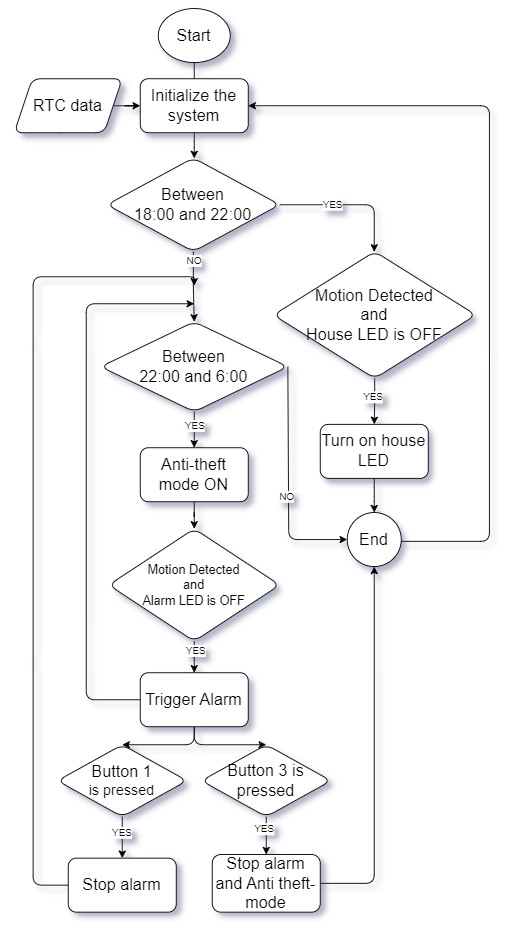 Start
RTC data
Initialize the
system
Between
18:00 and 22:00
YES
NO
Motion Detected
and
House LED is OFF
Between
22:00 and 6:00
YES
YES
Turn on house
LED
Anti-theft
mode ON
NO
End
Motion Detected
and
Alarm LED is OFF
YES
Trigger Alarm
Button 1
is pressed
Button 3 is
pressed
YES
YES
Stop alarm
Stop alarm
and Anti theft-
mode